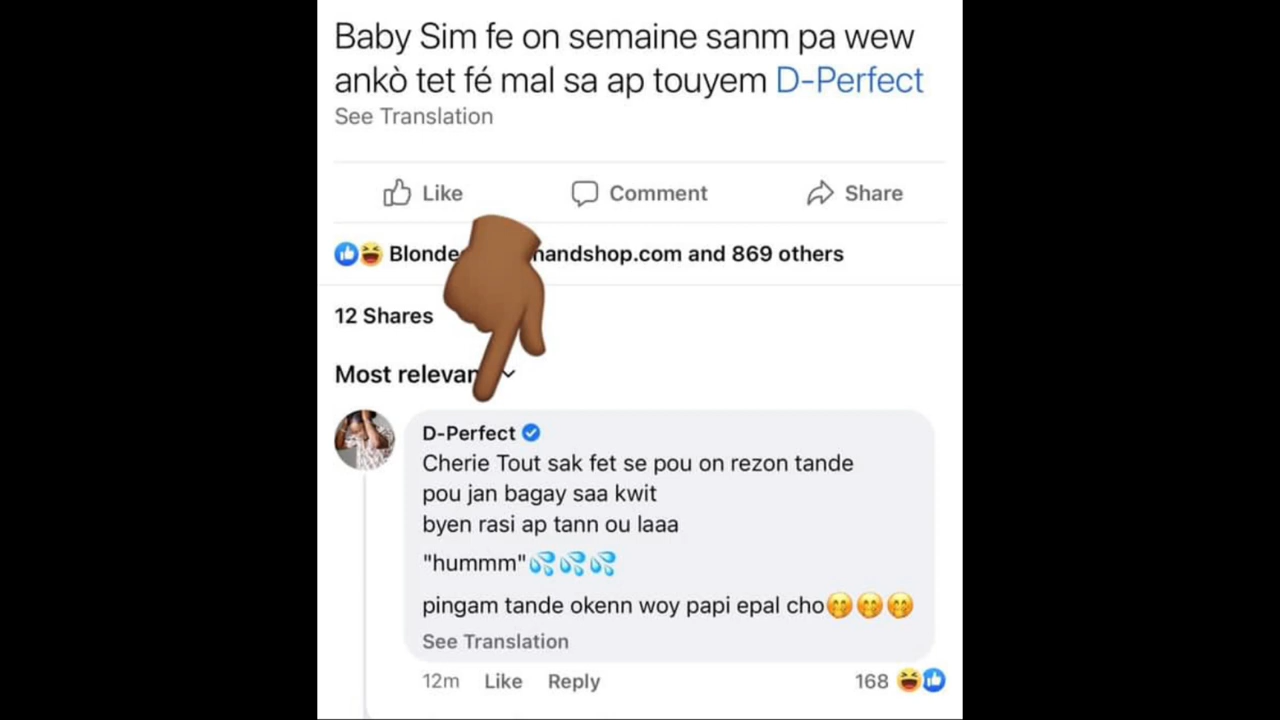 Baby Sim fe on semaine sanm pa wew
ankò tet fé mal sa ap touyem D-Perfect
See Translation
Like Comment Share
handshop.com and 869 others
12 Shares
Most
D-Perfect
Cherie Tout sak fet se pou on rezon tande
pou jan bagay saa kwit
byen rasi ap tann ou laaa
"hummm"💦💦💦
pingam tande okenn woy papi epal cho🤭🤭🤭
See Translation
12m Like Reply 168